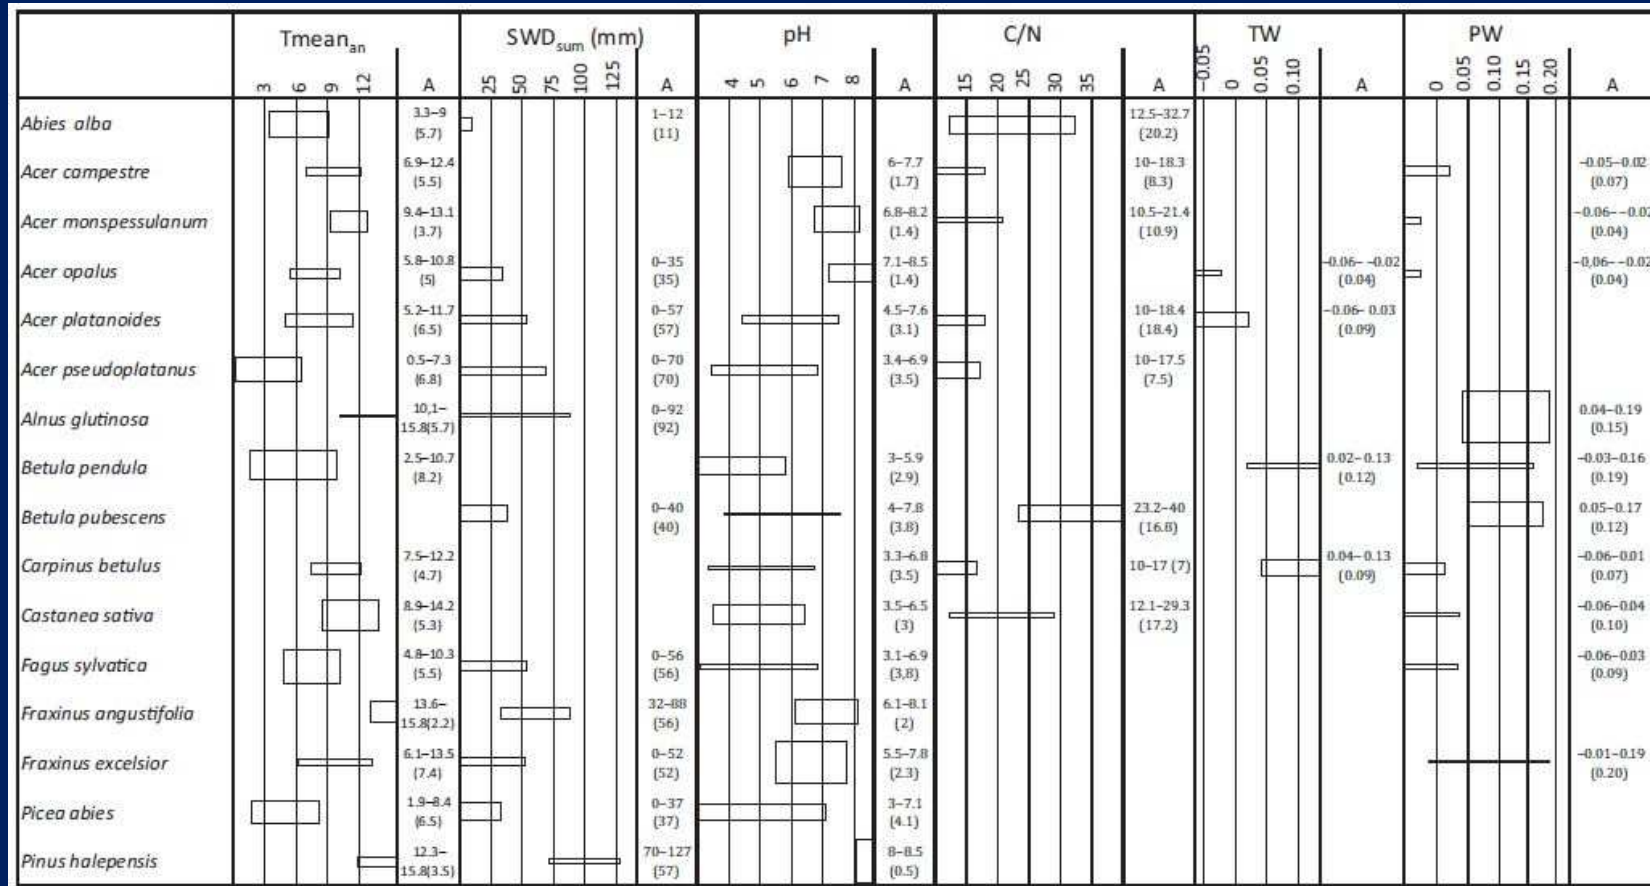 Tmean an SWD sum (mm) pH C/N TW PW
3 6 9 12 A 25 50 75 100 125 A 4 5 6 7 8 A 15 20 25 30 35 A -0.05 0 0.05 0.10 A 0 0.05 0.10 0.15 0.20 A
Abies alba 3.3–9 1–12 12.5–32.7
(5.7) (11) (20.2)
Acer campestre 6.9–12.4 6–7.7 10–18.3 -0.05–0.02
(5.5) (1.7) (8.3) (0.07)
Acer monspessulanum 9.4–13.1 6.8–8.2 10.5–21.4 -0.06–-0.02
(3.7) (1.4) (10.9) (0.04)
Acer opalus 5.8–10.8 0–35 7.1–8.5 -0.06–-0.02 -0,06–-0.02
(5) (35) (1.4) (0.04) (0.04)
Acer platanoides 5.2–11.7 0–57 4.5–7.6 10–18.4 -0.06–0.03
(6.5) (57) (3.1) (18.4) (0.09)
Acer pseudoplatanus 0.5–7.3 0–70 3.4–6.9 10–17.5
(6.8) (70) (3.5) (7.5)
Alnus glutinosa 10,1– 0–92 0.04–0.19
15.8(5.7) (92) (0.15)
Betula pendula 2.5–10.7 3–5.9 0.02–0.13 -0.03–0.16
(8.2) (2.9) (0.12) (0.19)
Betula pubescens 0–40 4–7.8 23.2–40 0.05–0.17
(40) (3.8) (16.8) (0.12)
Carpinus betulus 7.5–12.2 3.3–6.8 10–17 (7) 0.04–0.13 -0.06–0.01
(4.7) (3.5) (0.09) (0.07)
Castanea sativa 8.9–14.2 3.5–6.5 12.1–29.3 -0.06–0.04
(5.3) (3) (17.2) (0.10)
Fagus sylvatica 4.8–10.3 0–56 3.1–6.9 -0.06–0.03
(5.5) (56) (3,8) (0.09)
Fraxinus angustifolia 13.6– 32–88 6.1–8.1
15.8(2.2) (56) (2)
Fraxinus excelsior 6.1–13.5 0–52 5.5–7.8 -0.01–0.19
(7.4) (52) (2.3) (0.20)
Picea abies 1.9–8.4 0–37 3–7.1
(6.5) (37) (4.1)
Pinus halepensis 12.3– 70–127 8–8.5
15.8(3.5) (57) (0.5)